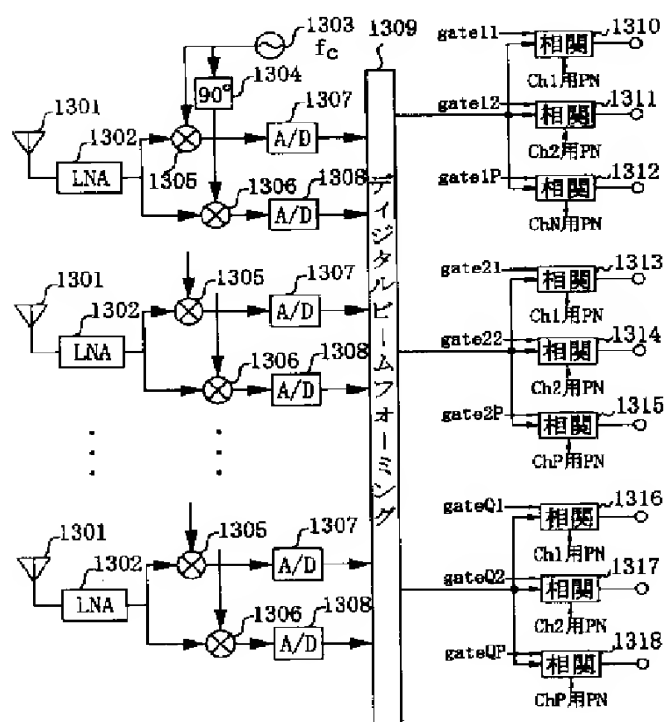 1303
fc
1304
90°
1301
1302
LNA
1305
1306
1307
A/D
1308
A/D
1301
1302
LNA
1305
1306
1307
A/D
1308
A/D
1301
1302
LNA
1305
1306
1307
A/D
1308
A/D
1309
ディジタルビームフォーミング
gate11
相関
1310
Ch1用PN
gate12
相関
1311
Ch2用PN
gate1P
相関
1312
ChN用PN
gate21
相関
1313
Ch1用PN
gate22
相関
1314
Ch2用PN
gate2P
相関
1315
ChP用PN
gateQ1
相関
1316
Ch1用PN
gateQ2
相関
1317
Ch2用PN
gateQP
相関
1318
ChP用PN